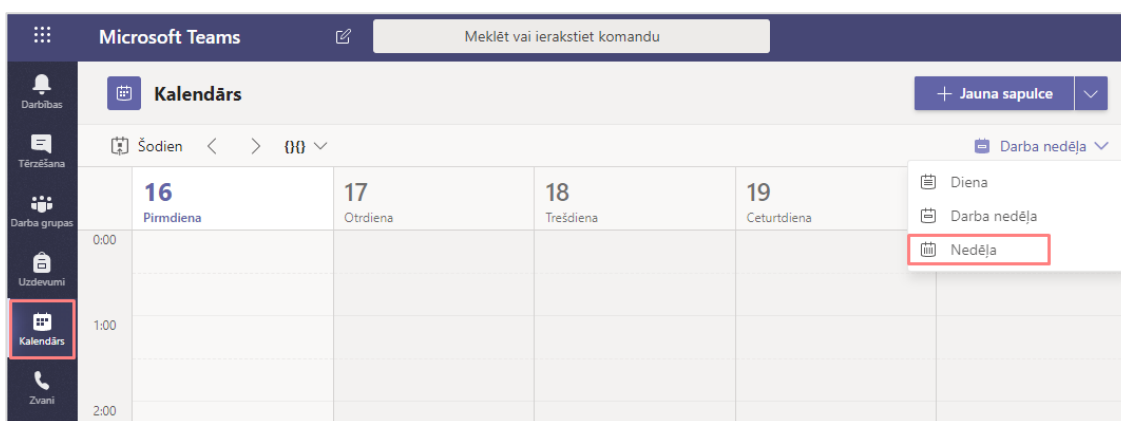 Microsoft Teams
Meklēt vai ierakstiet komandu
Darbības
Kalendārs
Jauna sapulce
Tērzēšana
Šodien
{}{}
Darba nedēļa
Darba grupas
16
Pirmdiena
17
Otrdiena
18
Trešdiena
19
Ceturtdiena
Diena
Darba nedēļa
Nedēļa
Uzdevumi
Kalendārs
Zvani
0:00
1:00
2:00